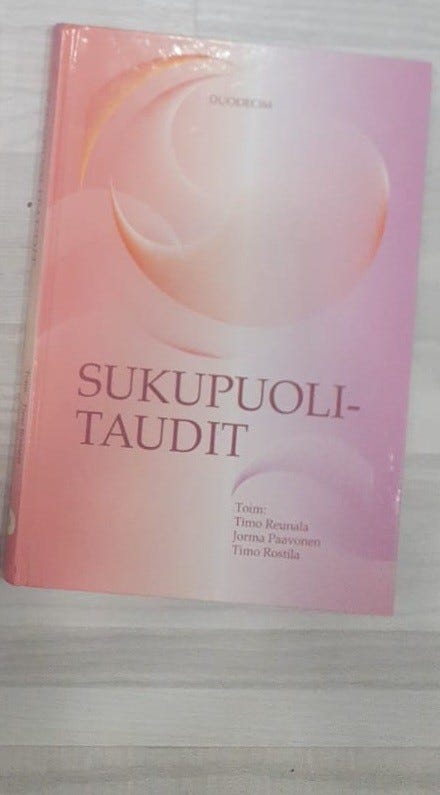 DUODECIM
SUKUPUOLI-
TAUDIT
Toim:
Timo Reunala
Jorma Paavonen
Timo Rostila